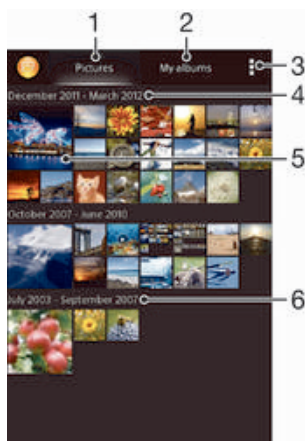 1
2
Pictures
My albums
3
December 2011 - March 2012
4
5
October 2007 - June 2010
July 2003 - September 2007
6